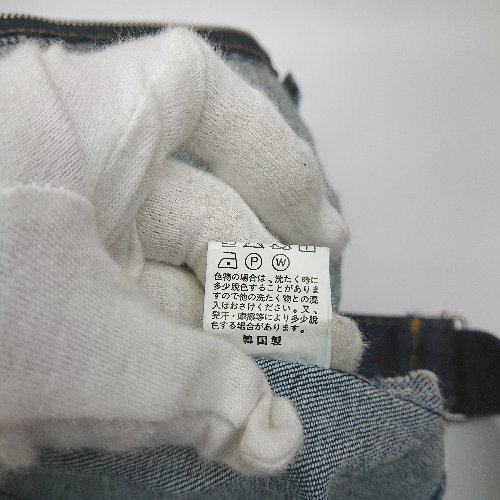 P W
色物の場合は、洗たく時に
多少脱色することがありま
すので他の洗たく物との混
入はおさけください。又、
発汗・摩擦等により多少脱
色する場合があります。
韓国製